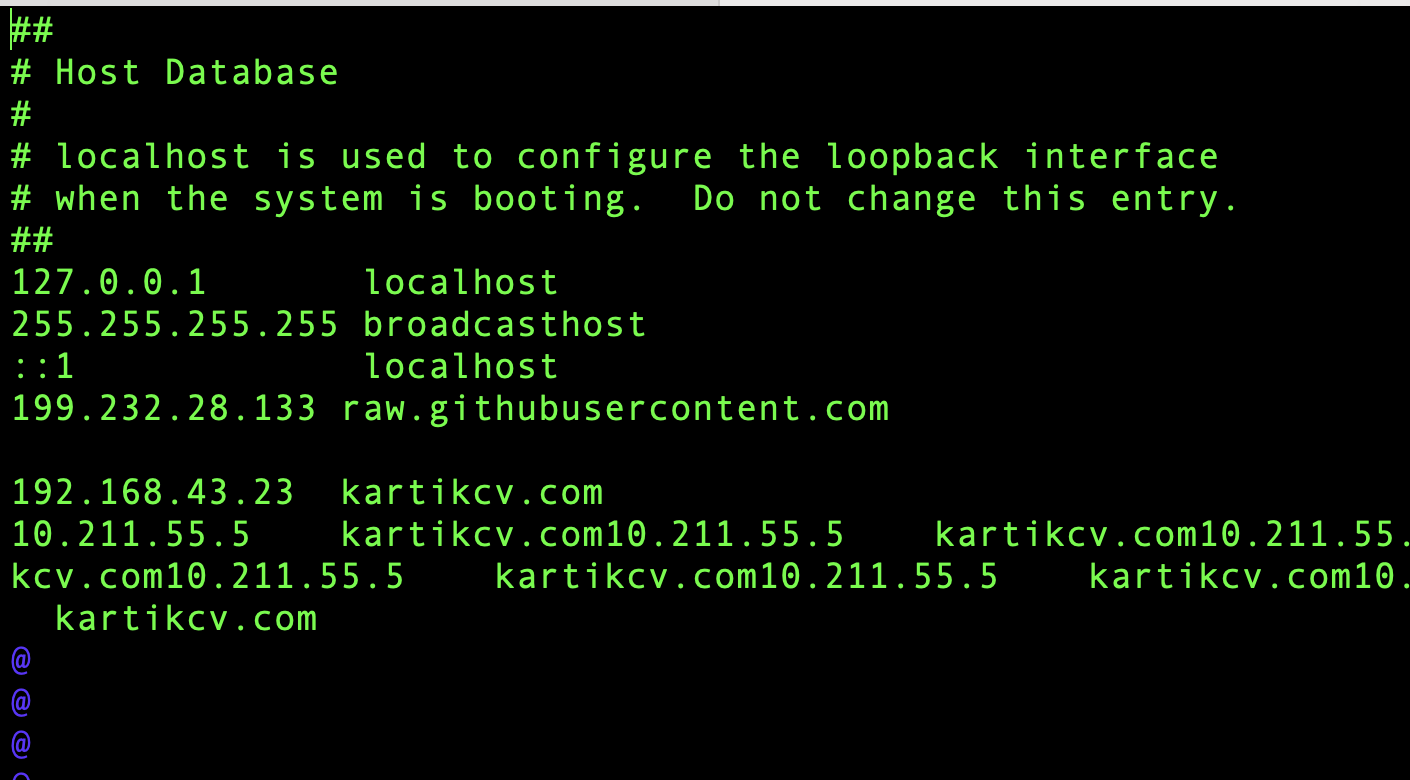 ##
# Host Database
#
# localhost is used to configure the loopback interface
# when the system is booting.  Do not change this entry.
##
127.0.0.1       localhost
255.255.255.255 broadcasthost
::1             localhost
199.232.28.133 raw.githubusercontent.com

192.168.43.23  kartikcv.com
10.211.55.5    kartikcv.com10.211.55.5    kartikcv.com10.211.55.
kcv.com10.211.55.5    kartikcv.com10.211.55.5    kartikcv.com10.
  kartikcv.com
@
@
@
@